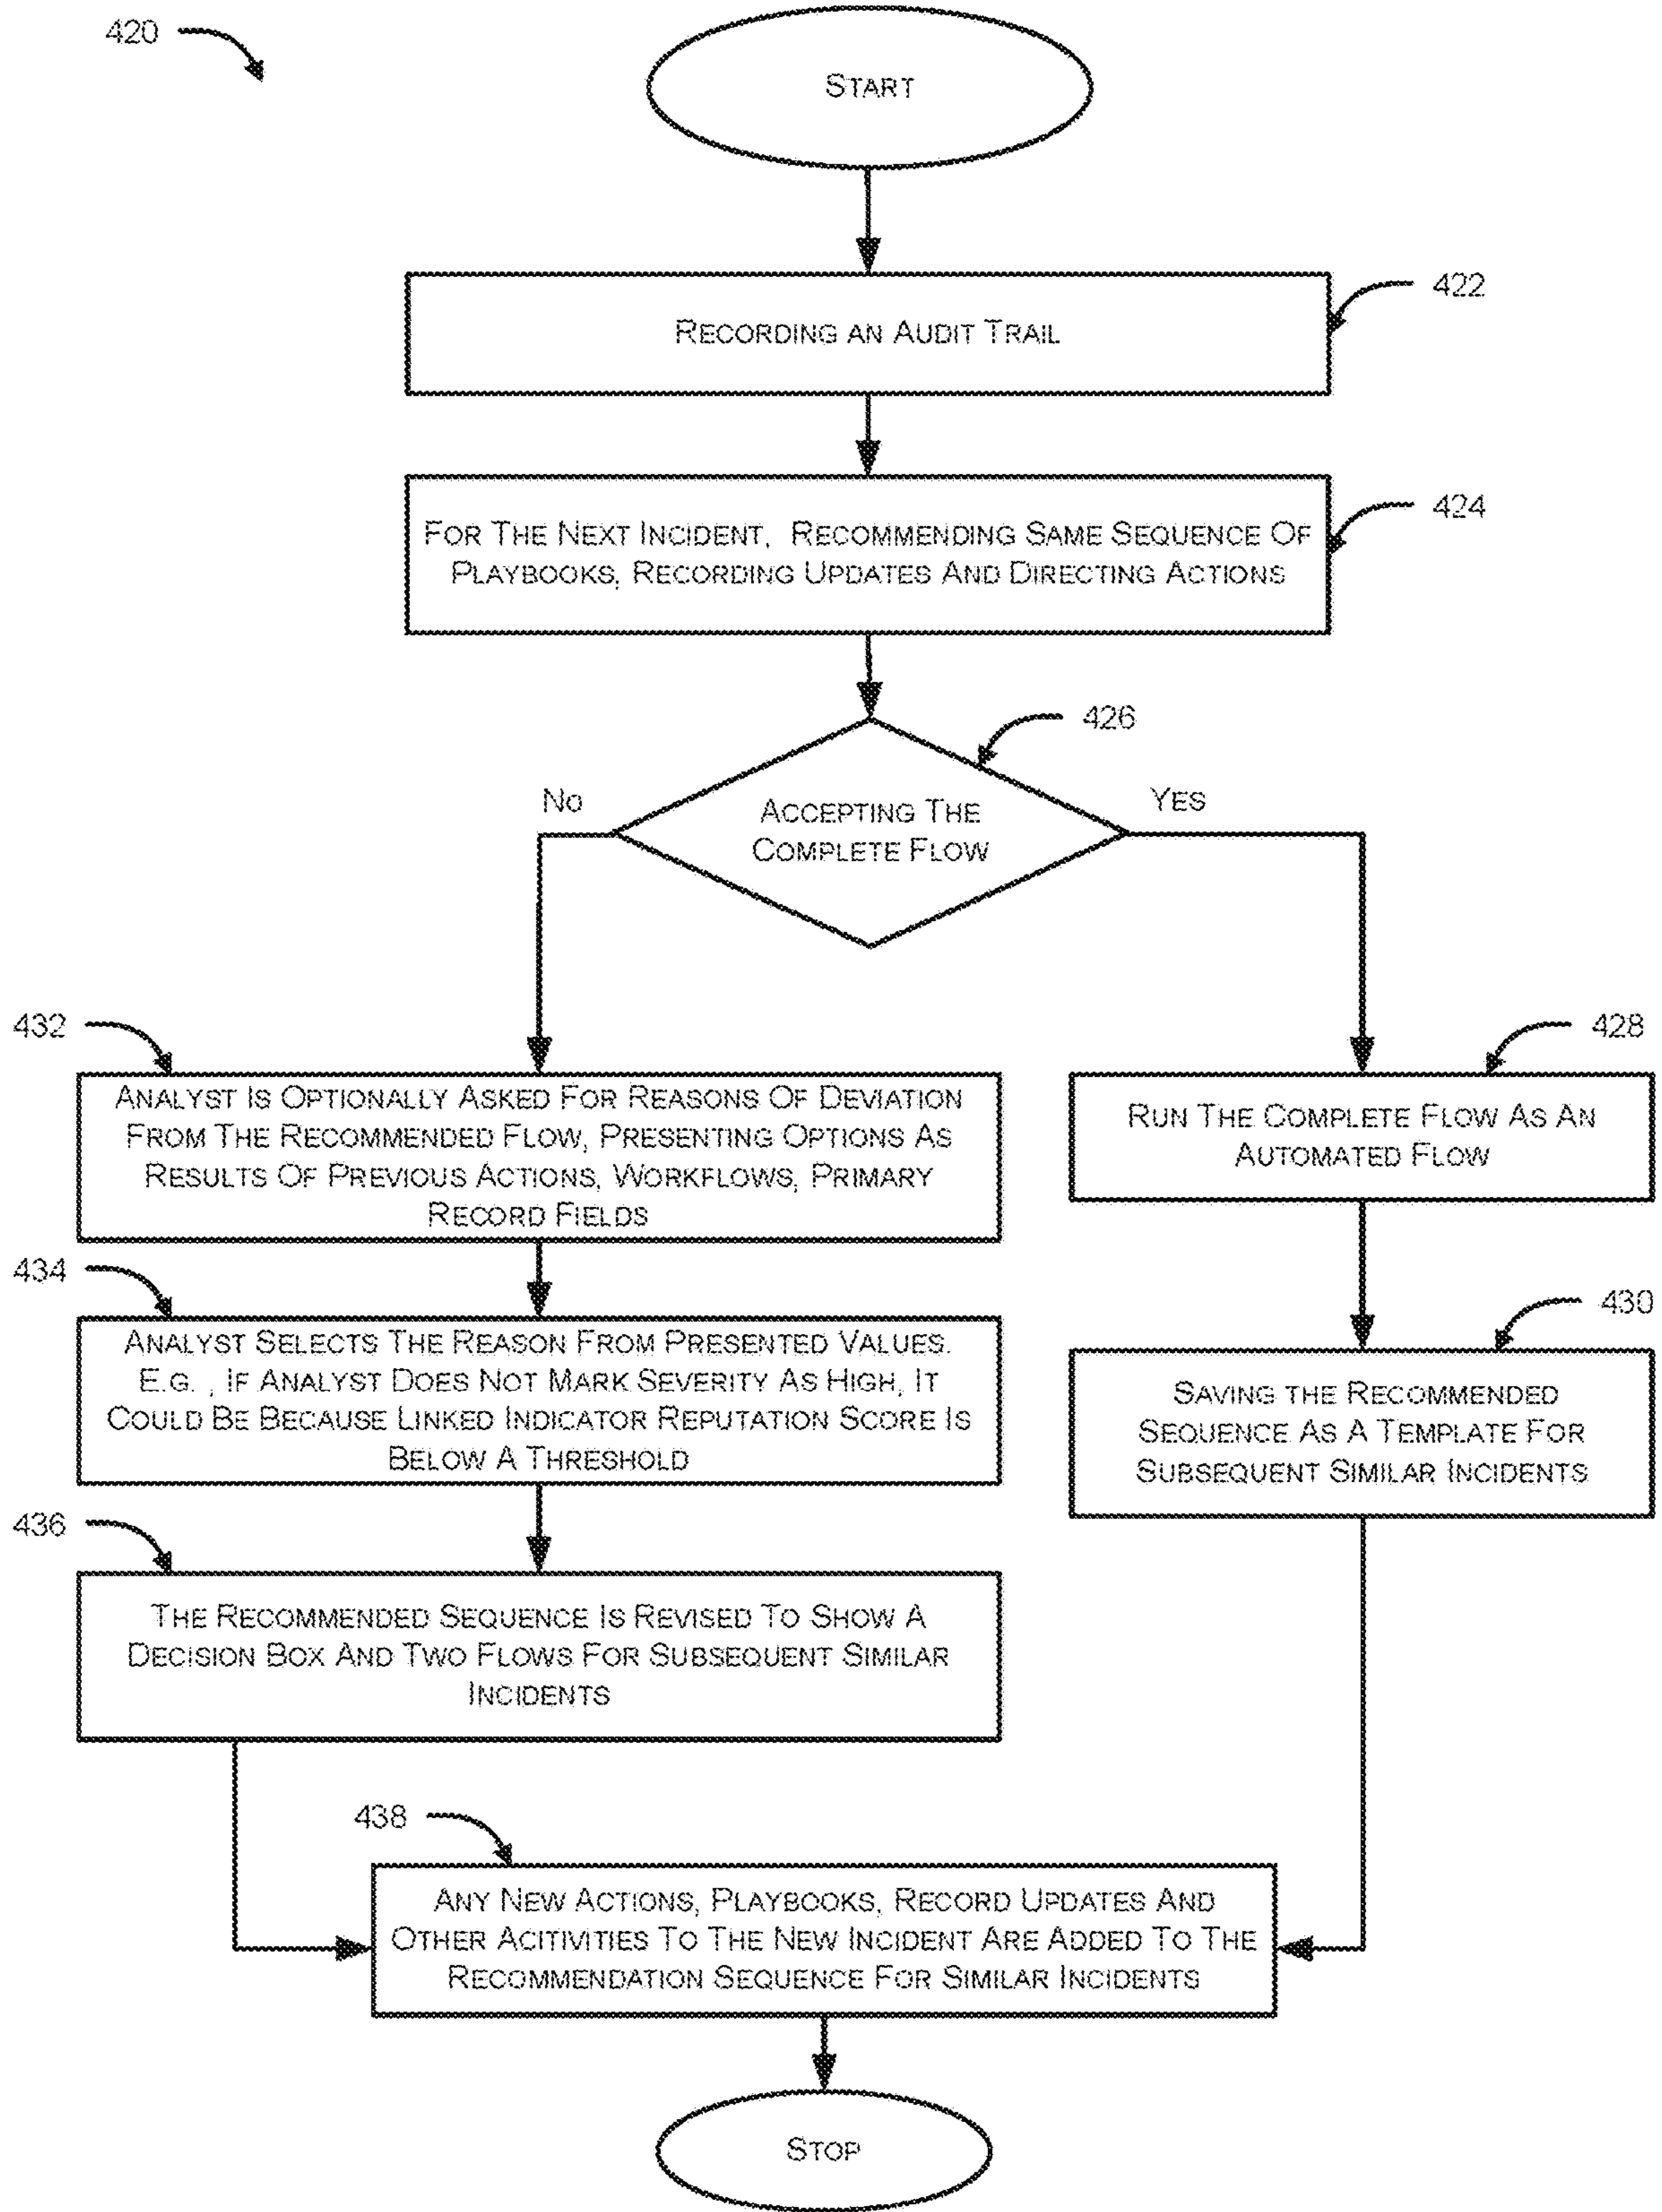 420
START
422
RECORDING AN AUDIT TRAIL
424
FOR THE NEXT INCIDENT, RECOMMENDING SAME SEQUENCE OF
PLAYBOOKS, RECORDING UPDATES AND DIRECTING ACTIONS
426
NO
YES
ACCEPTING THE
COMPLETE FLOW
432
ANALYST IS OPTIONALLY ASKED FOR REASONS OF DEVIATION
FROM THE RECOMMENDED FLOW, PRESENTING OPTIONS AS
RESULTS OF PREVIOUS ACTIONS, WORKFLOWS, PRIMARY
RECORD FIELDS
428
RUN THE COMPLETE FLOW AS AN
AUTOMATED FLOW
434
ANALYST SELECTS THE REASON FROM PRESENTED VALUES.
E.G. , IF ANALYST DOES NOT MARK SEVERITY AS HIGH, IT
COULD BE BECAUSE LINKED INDICATOR REPUTATION SCORE IS
BELOW A THRESHOLD
430
SAVING THE RECOMMENDED
SEQUENCE AS A TEMPLATE FOR
SUBSEQUENT SIMILAR INCIDENTS
436
THE RECOMMENDED SEQUENCE IS REVISED TO SHOW A
DECISION BOX AND TWO FLOWS FOR SUBSEQUENT SIMILAR
INCIDENTS
438
ANY NEW ACTIONS, PLAYBOOKS, RECORD UPDATES AND
OTHER ACITIVITIES TO THE NEW INCIDENT ARE ADDED TO THE
RECOMMENDATION SEQUENCE FOR SIMILAR INCIDENTS
STOP